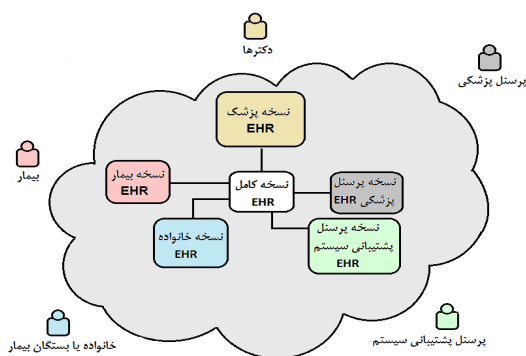 دکترها
پرسنل پزشکی
نسخه پزشک
EHR
بیمار
نسخه بیمار
EHR
نسخه کامل
EHR
نسخه پرسنل
پزشکی EHR
نسخه خانواده
EHR
نسخه پرسنل
پشتیبانی سیستم
EHR
خانواده یا بستگان بیمار
پرسنل پشتیبانی سیستم